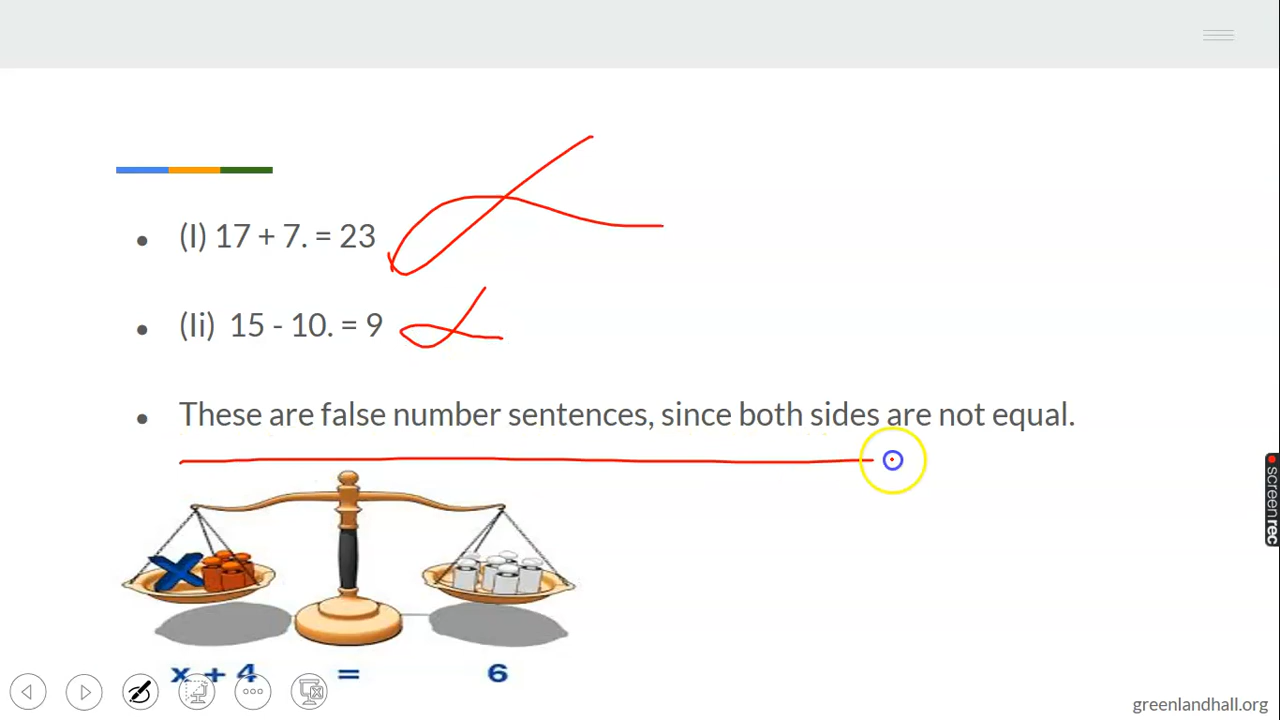 (I) 17 + 7. = 23
(Ii) 15 - 10. = 9
These are false number sentences, since both sides are not equal.
x + 4 = 6
screenrec
greenlandhall.org